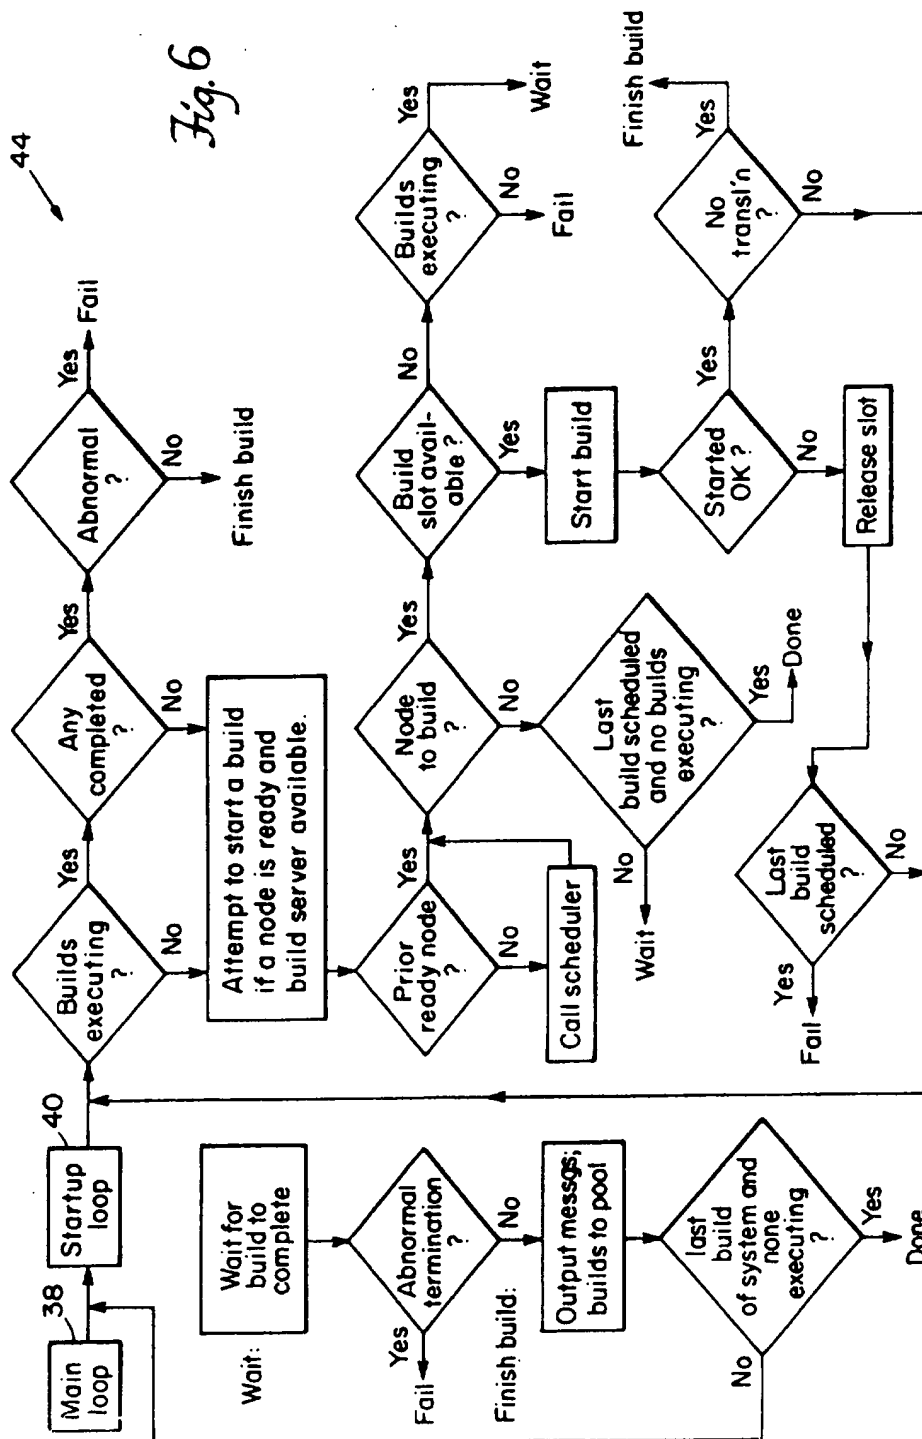 Fig. 6
44
Main
loop
38
Startup
loop
40
Builds
executing
?
Yes
No
Any
completed
?
Yes
No
Abnormal
?
Yes
Fail
No
Finish build
Attempt to start a build
if a node is ready and
build server available.
Prior
ready node
?
Yes
No
Call scheduler
Node
to build
?
Yes
No
Build
slot avail-
able ?
No
Yes
Builds
executing
?
Yes
Wait
No
Fail
Last
build scheduled
and no builds
executing
?
No
Wait
Yes
Done
Start build
Started
OK ?
Yes
No
No
transl'n
?
Yes
Finish build
No
Release slot
Last
build
scheduled
?
Yes
Fail
No
Wait:
Wait for
build to
complete
Abnormal
termination
?
Yes
Fail
No
Finish build:
Output messgs;
builds to pool
last
build
of system and
none
executing
?
No
Yes
Done